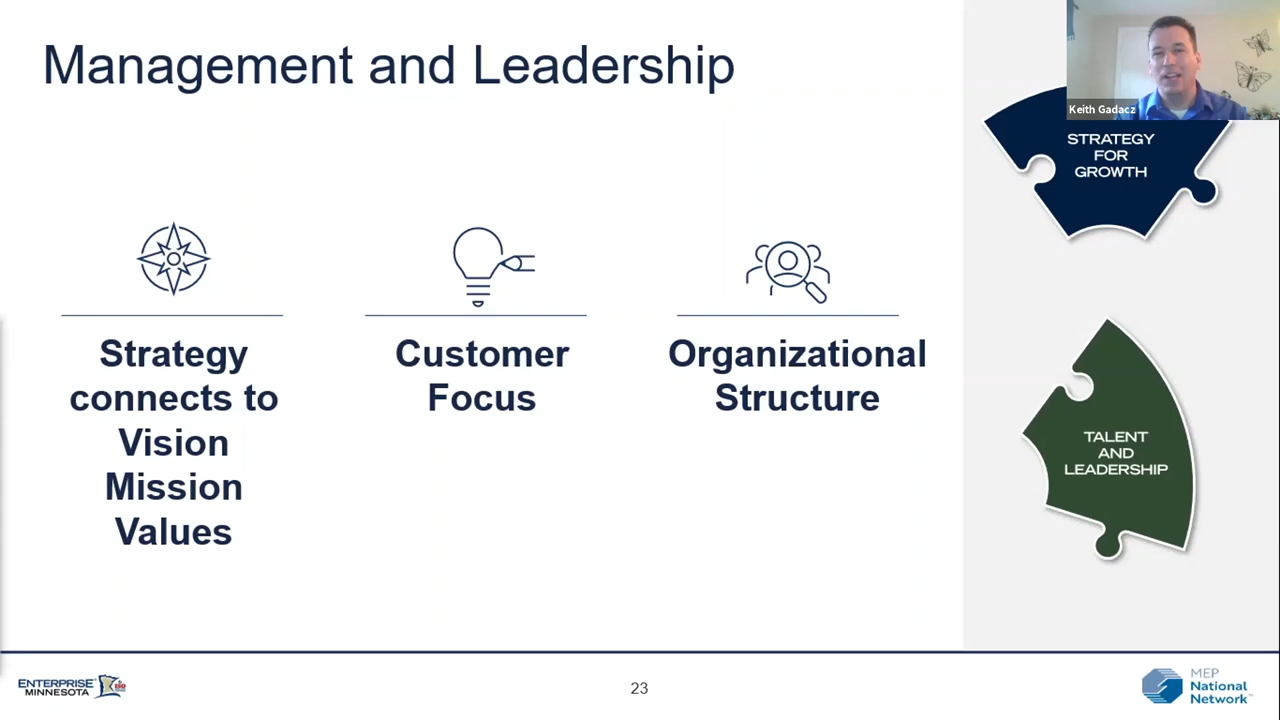 Management and Leadership
Keith Gadacz
STRATEGY
FOR
GROWTH
Strategy
connects to
Vision
Mission
Values
Customer
Focus
Organizational
Structure
TALENT
AND
LEADERSHIP
ENTERPRISE
MINNESOTA
23
MEP
National
Network™